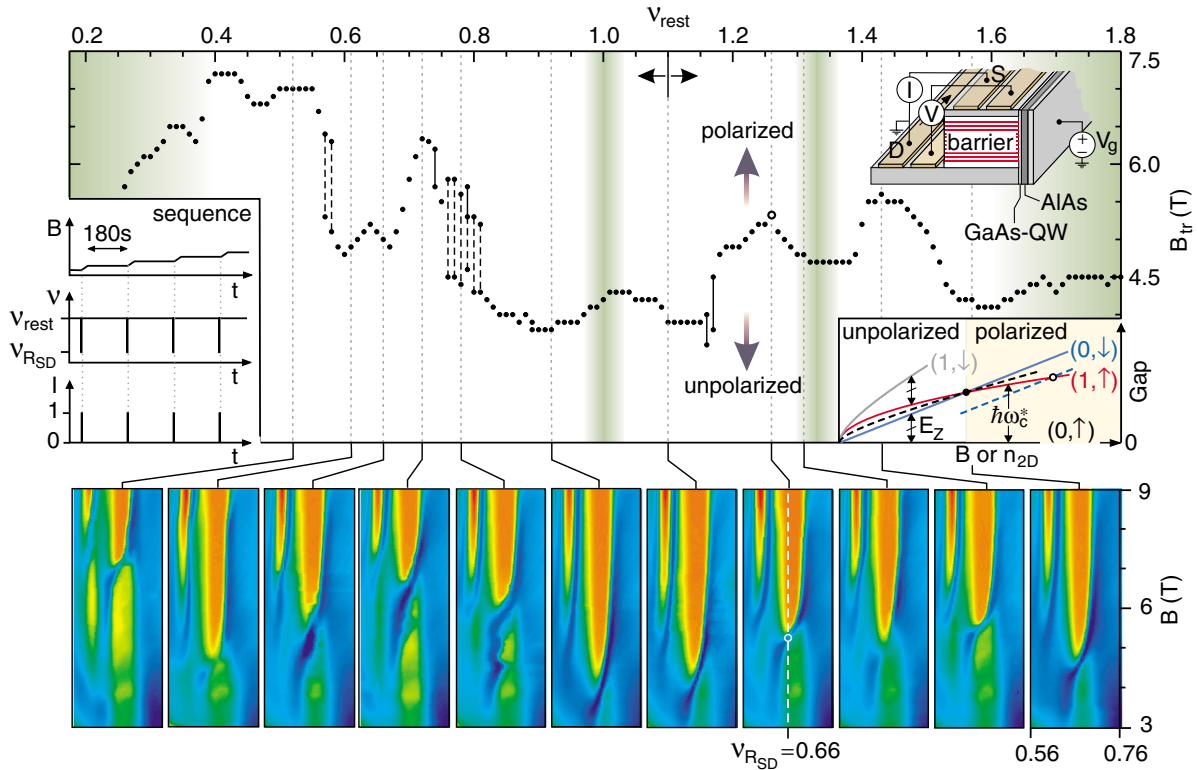 ν_rest
0.2 0.4 0.6 0.8 1.0 1.2 1.4 1.6 1.8
7.5
6.0
4.5
B_tr (T)
polarized
unpolarized
I
S
V
D
barrier
+
−
V_g
AlAs
GaAs-QW
sequence
B
180s
t
ν
ν_rest
ν_R_SD
t
I
1
0
t
unpolarized
polarized
(1,↓)
(0,↓)
(1,↑)
(0,↑)
E_Z
ħω*_c
Gap
0
B or n_2D
9
6
3
B (T)
ν_R_SD=0.66
0.56 0.76